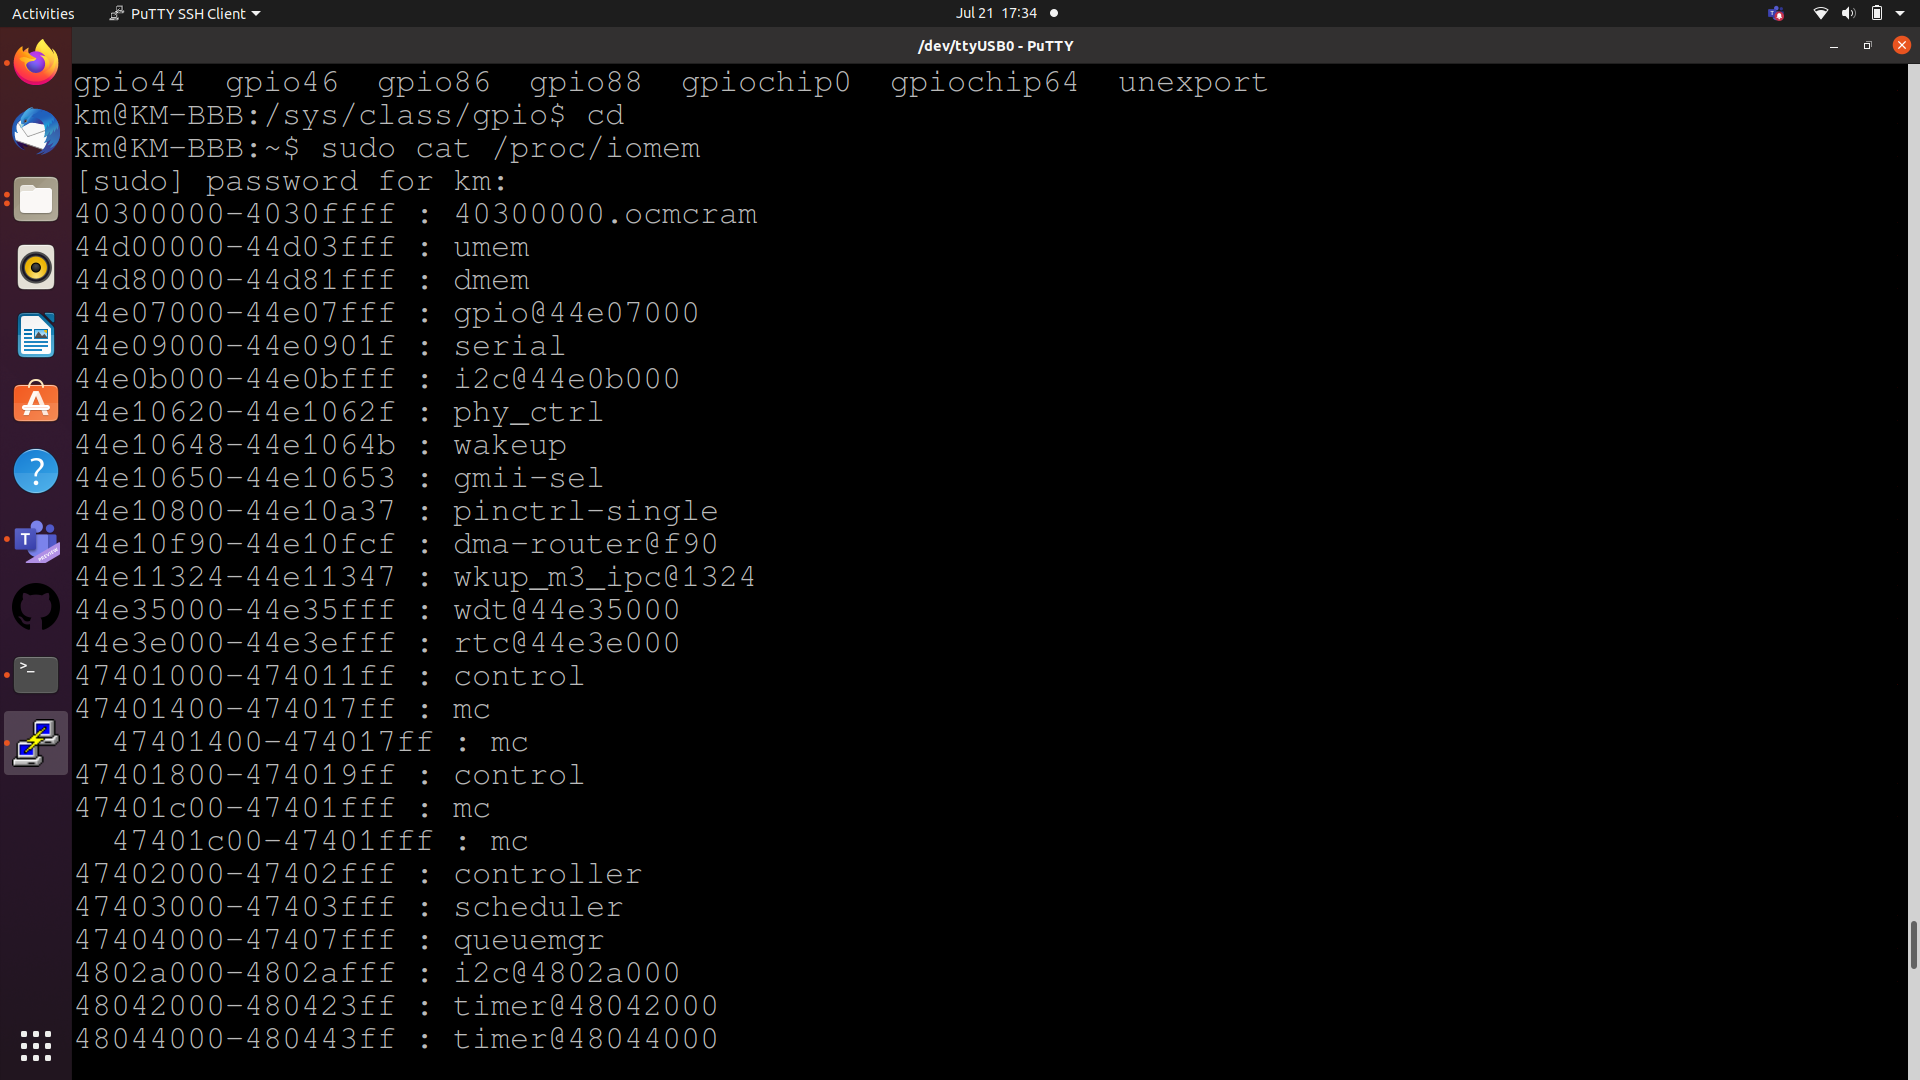 Activities PuTTY SSH Client Jul 21 17:34
/dev/ttyUSB0 - PuTTY
gpio44 gpio46 gpio86 gpio88 gpiochip0 gpiochip64 unexport
km@KM-BBB:/sys/class/gpio$ cd
km@KM-BBB:~$ sudo cat /proc/iomem
[sudo] password for km:
40300000-4030ffff : 40300000.ocmcram
44d00000-44d03fff : umem
44d80000-44d81fff : dmem
44e07000-44e07fff : gpio@44e07000
44e09000-44e0901f : serial
44e0b000-44e0bfff : i2c@44e0b000
44e10620-44e1062f : phy_ctrl
44e10648-44e1064b : wakeup
44e10650-44e10653 : gmii-sel
44e10800-44e10a37 : pinctrl-single
44e10f90-44e10fcf : dma-router@f90
44e11324-44e11347 : wkup_m3_ipc@1324
44e35000-44e35fff : wdt@44e35000
44e3e000-44e3efff : rtc@44e3e000
47401000-474011ff : control
47401400-474017ff : mc
  47401400-474017ff : mc
47401800-474019ff : control
47401c00-47401fff : mc
  47401c00-47401fff : mc
47402000-47402fff : controller
47403000-47403fff : scheduler
47404000-47407fff : queuemgr
4802a000-4802afff : i2c@4802a000
48042000-480423ff : timer@48042000
48044000-480443ff : timer@48044000